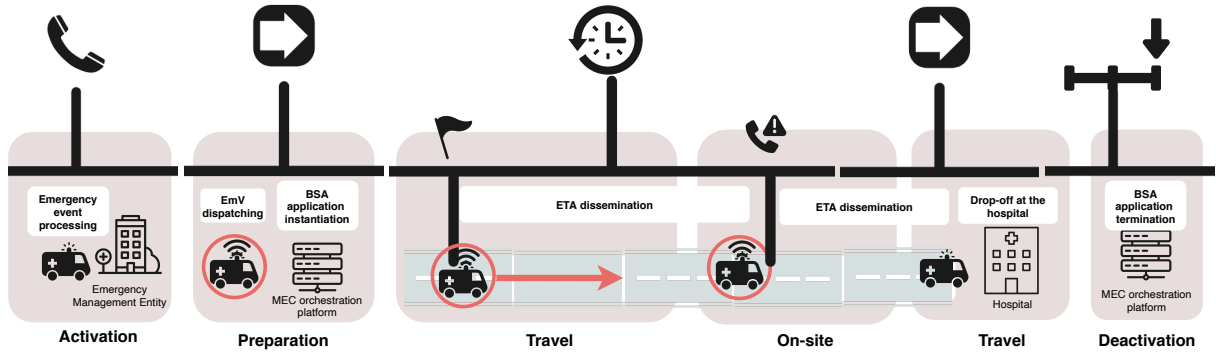 Emergency
event
processing
Emergency
Management Entity
Activation
EmV
dispatching
BSA
application
instantiation
MEC orchestration
platform
Preparation
ETA dissemination
Travel
On-site
ETA dissemination
Drop-off at the
hospital
Hospital
Travel
BSA
application
termination
MEC orchestration
platform
Deactivation